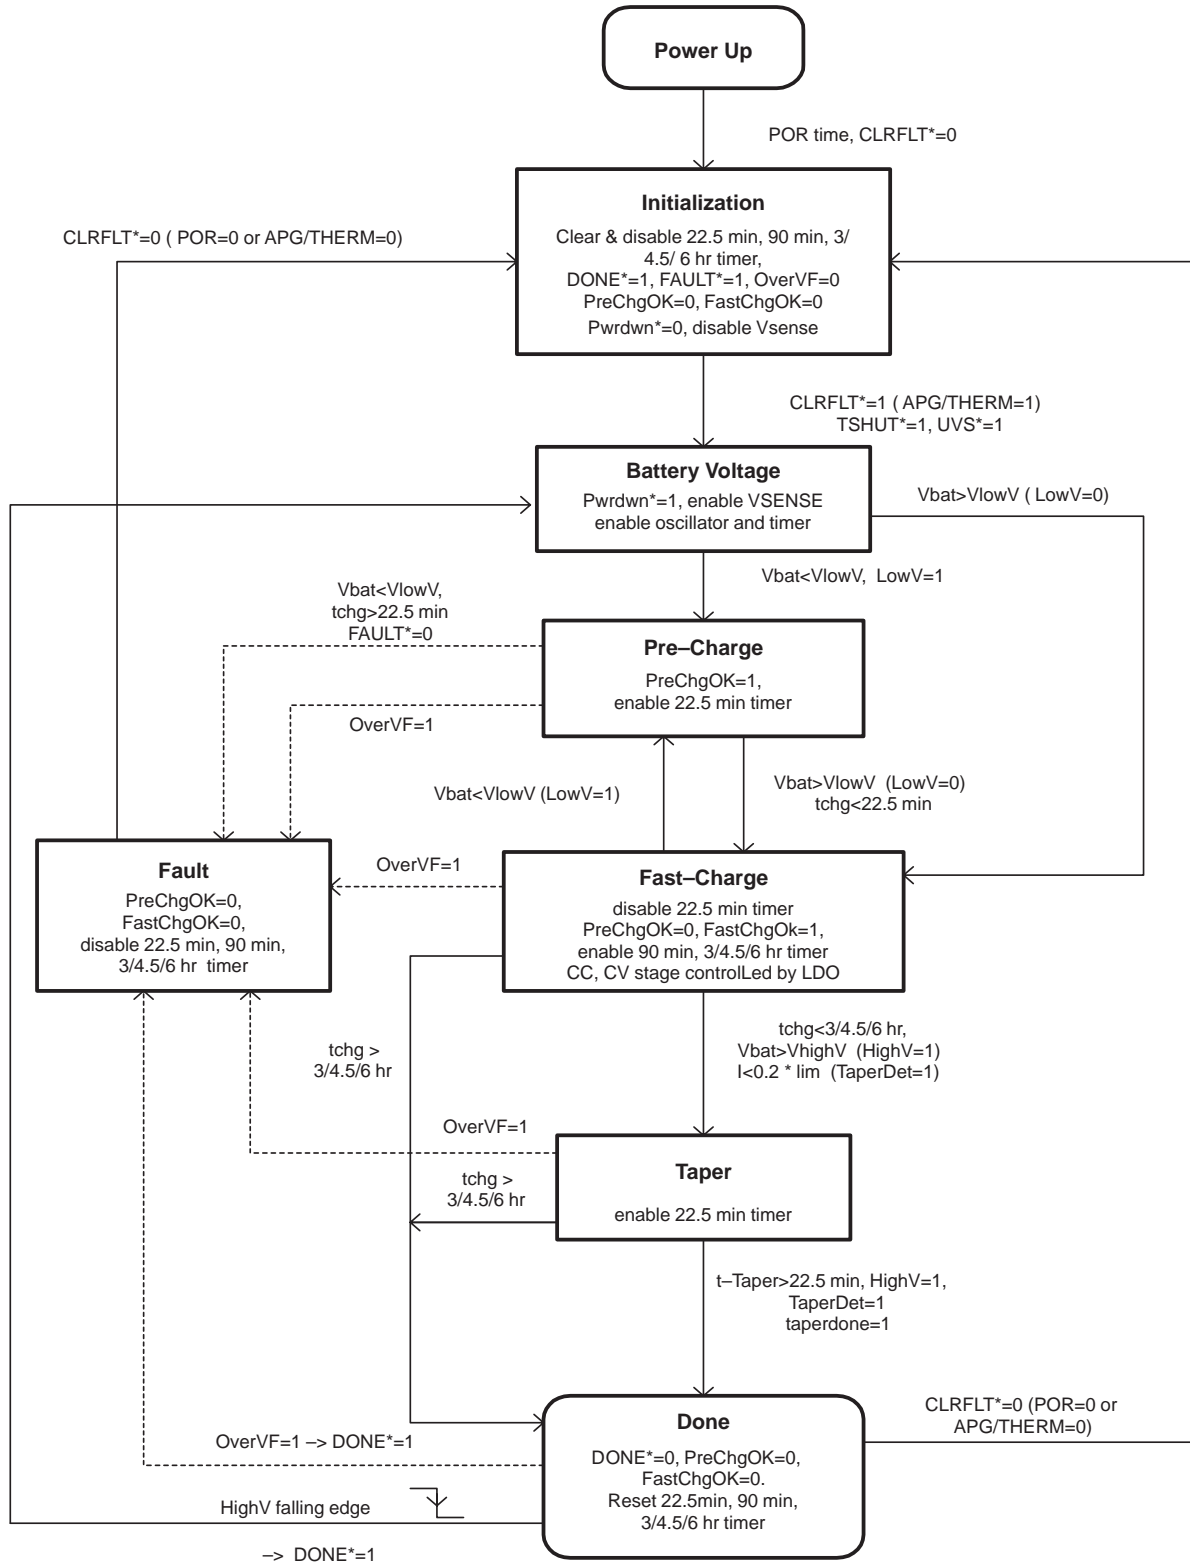 Power Up
POR time, CLRFLT*=0
Initialization
Clear & disable 22.5 min, 90 min, 3/
4.5/ 6 hr timer,
DONE*=1, FAULT*=1, OverVF=0
PreChgOK=0, FastChgOK=0
Pwrdwn*=0, disable Vsense
CLRFLT*=0 ( POR=0 or APG/THERM=0)
CLRFLT*=1 ( APG/THERM=1)
TSHUT*=1, UVS*=1
Battery Voltage
Pwrdwn*=1, enable VSENSE
enable oscillator and timer
Vbat>VlowV ( LowV=0)
Vbat<VlowV, LowV=1
Vbat<VlowV,
tchg>22.5 min
FAULT*=0
Pre–Charge
PreChgOK=1,
enable 22.5 min timer
OverVF=1
Vbat<VlowV (LowV=1)
Vbat>VlowV (LowV=0)
tchg<22.5 min
Fault
PreChgOK=0,
FastChgOK=0,
disable 22.5 min, 90 min,
3/4.5/6 hr timer
OverVF=1
Fast–Charge
disable 22.5 min timer
PreChgOK=0, FastChgOk=1,
enable 90 min, 3/4.5/6 hr timer
CC, CV stage controlLed by LDO
tchg >
3/4.5/6 hr
tchg<3/4.5/6 hr,
Vbat>VhighV (HighV=1)
I<0.2 * lim (TaperDet=1)
OverVF=1
Taper
enable 22.5 min timer
tchg >
3/4.5/6 hr
t–Taper>22.5 min, HighV=1,
TaperDet=1
taperdone=1
Done
DONE*=0, PreChgOK=0,
FastChgOK=0.
Reset 22.5min, 90 min,
3/4.5/6 hr timer
CLRFLT*=0 (POR=0 or
APG/THERM=0)
OverVF=1 –> DONE*=1
HighV falling edge
–> DONE*=1